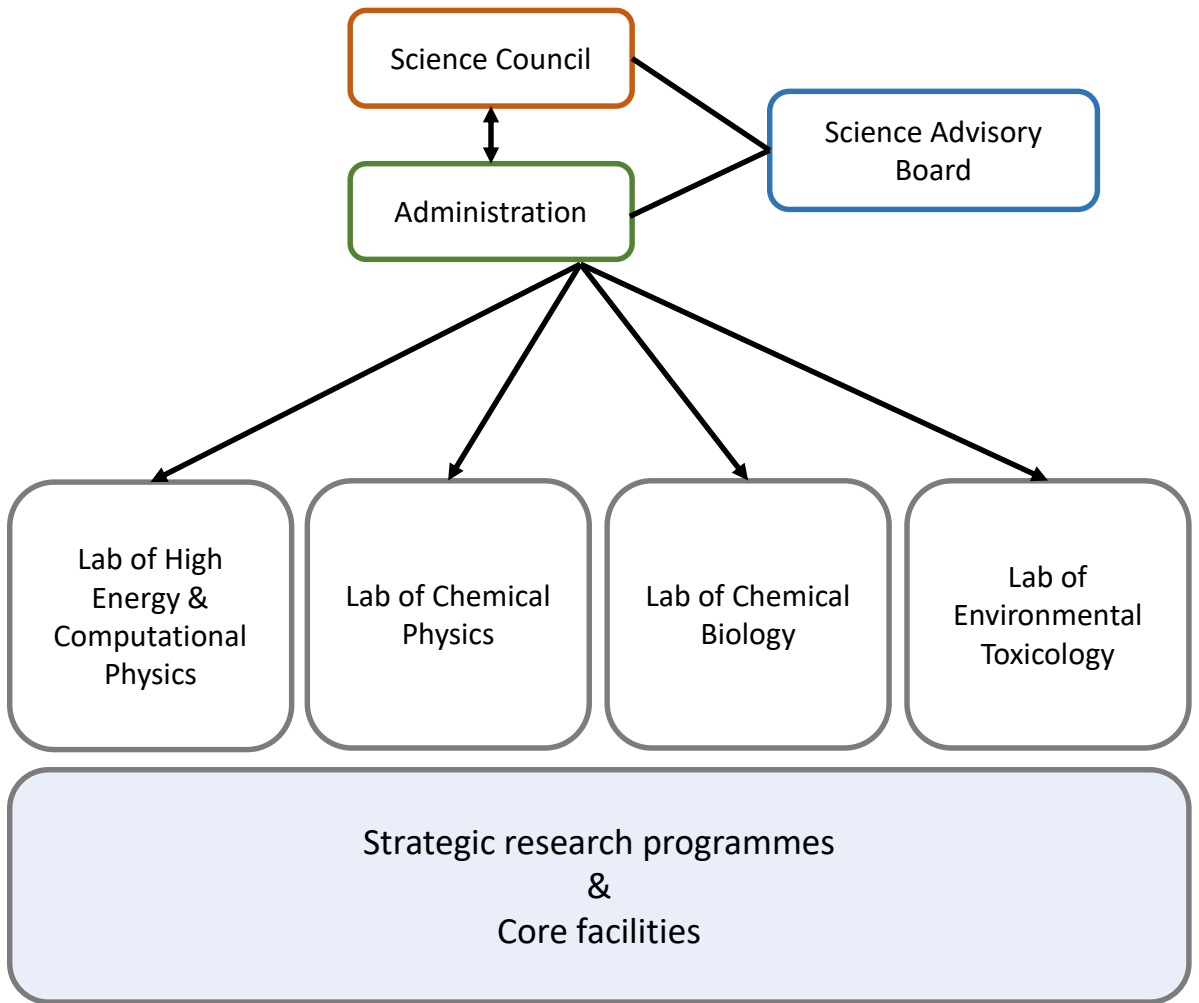 Science Council
Science Advisory
Board
Administration
Lab of High
Energy &
Computational
Physics
Lab of Chemical
Physics
Lab of Chemical
Biology
Lab of
Environmental
Toxicology
Strategic research programmes
&
Core facilities